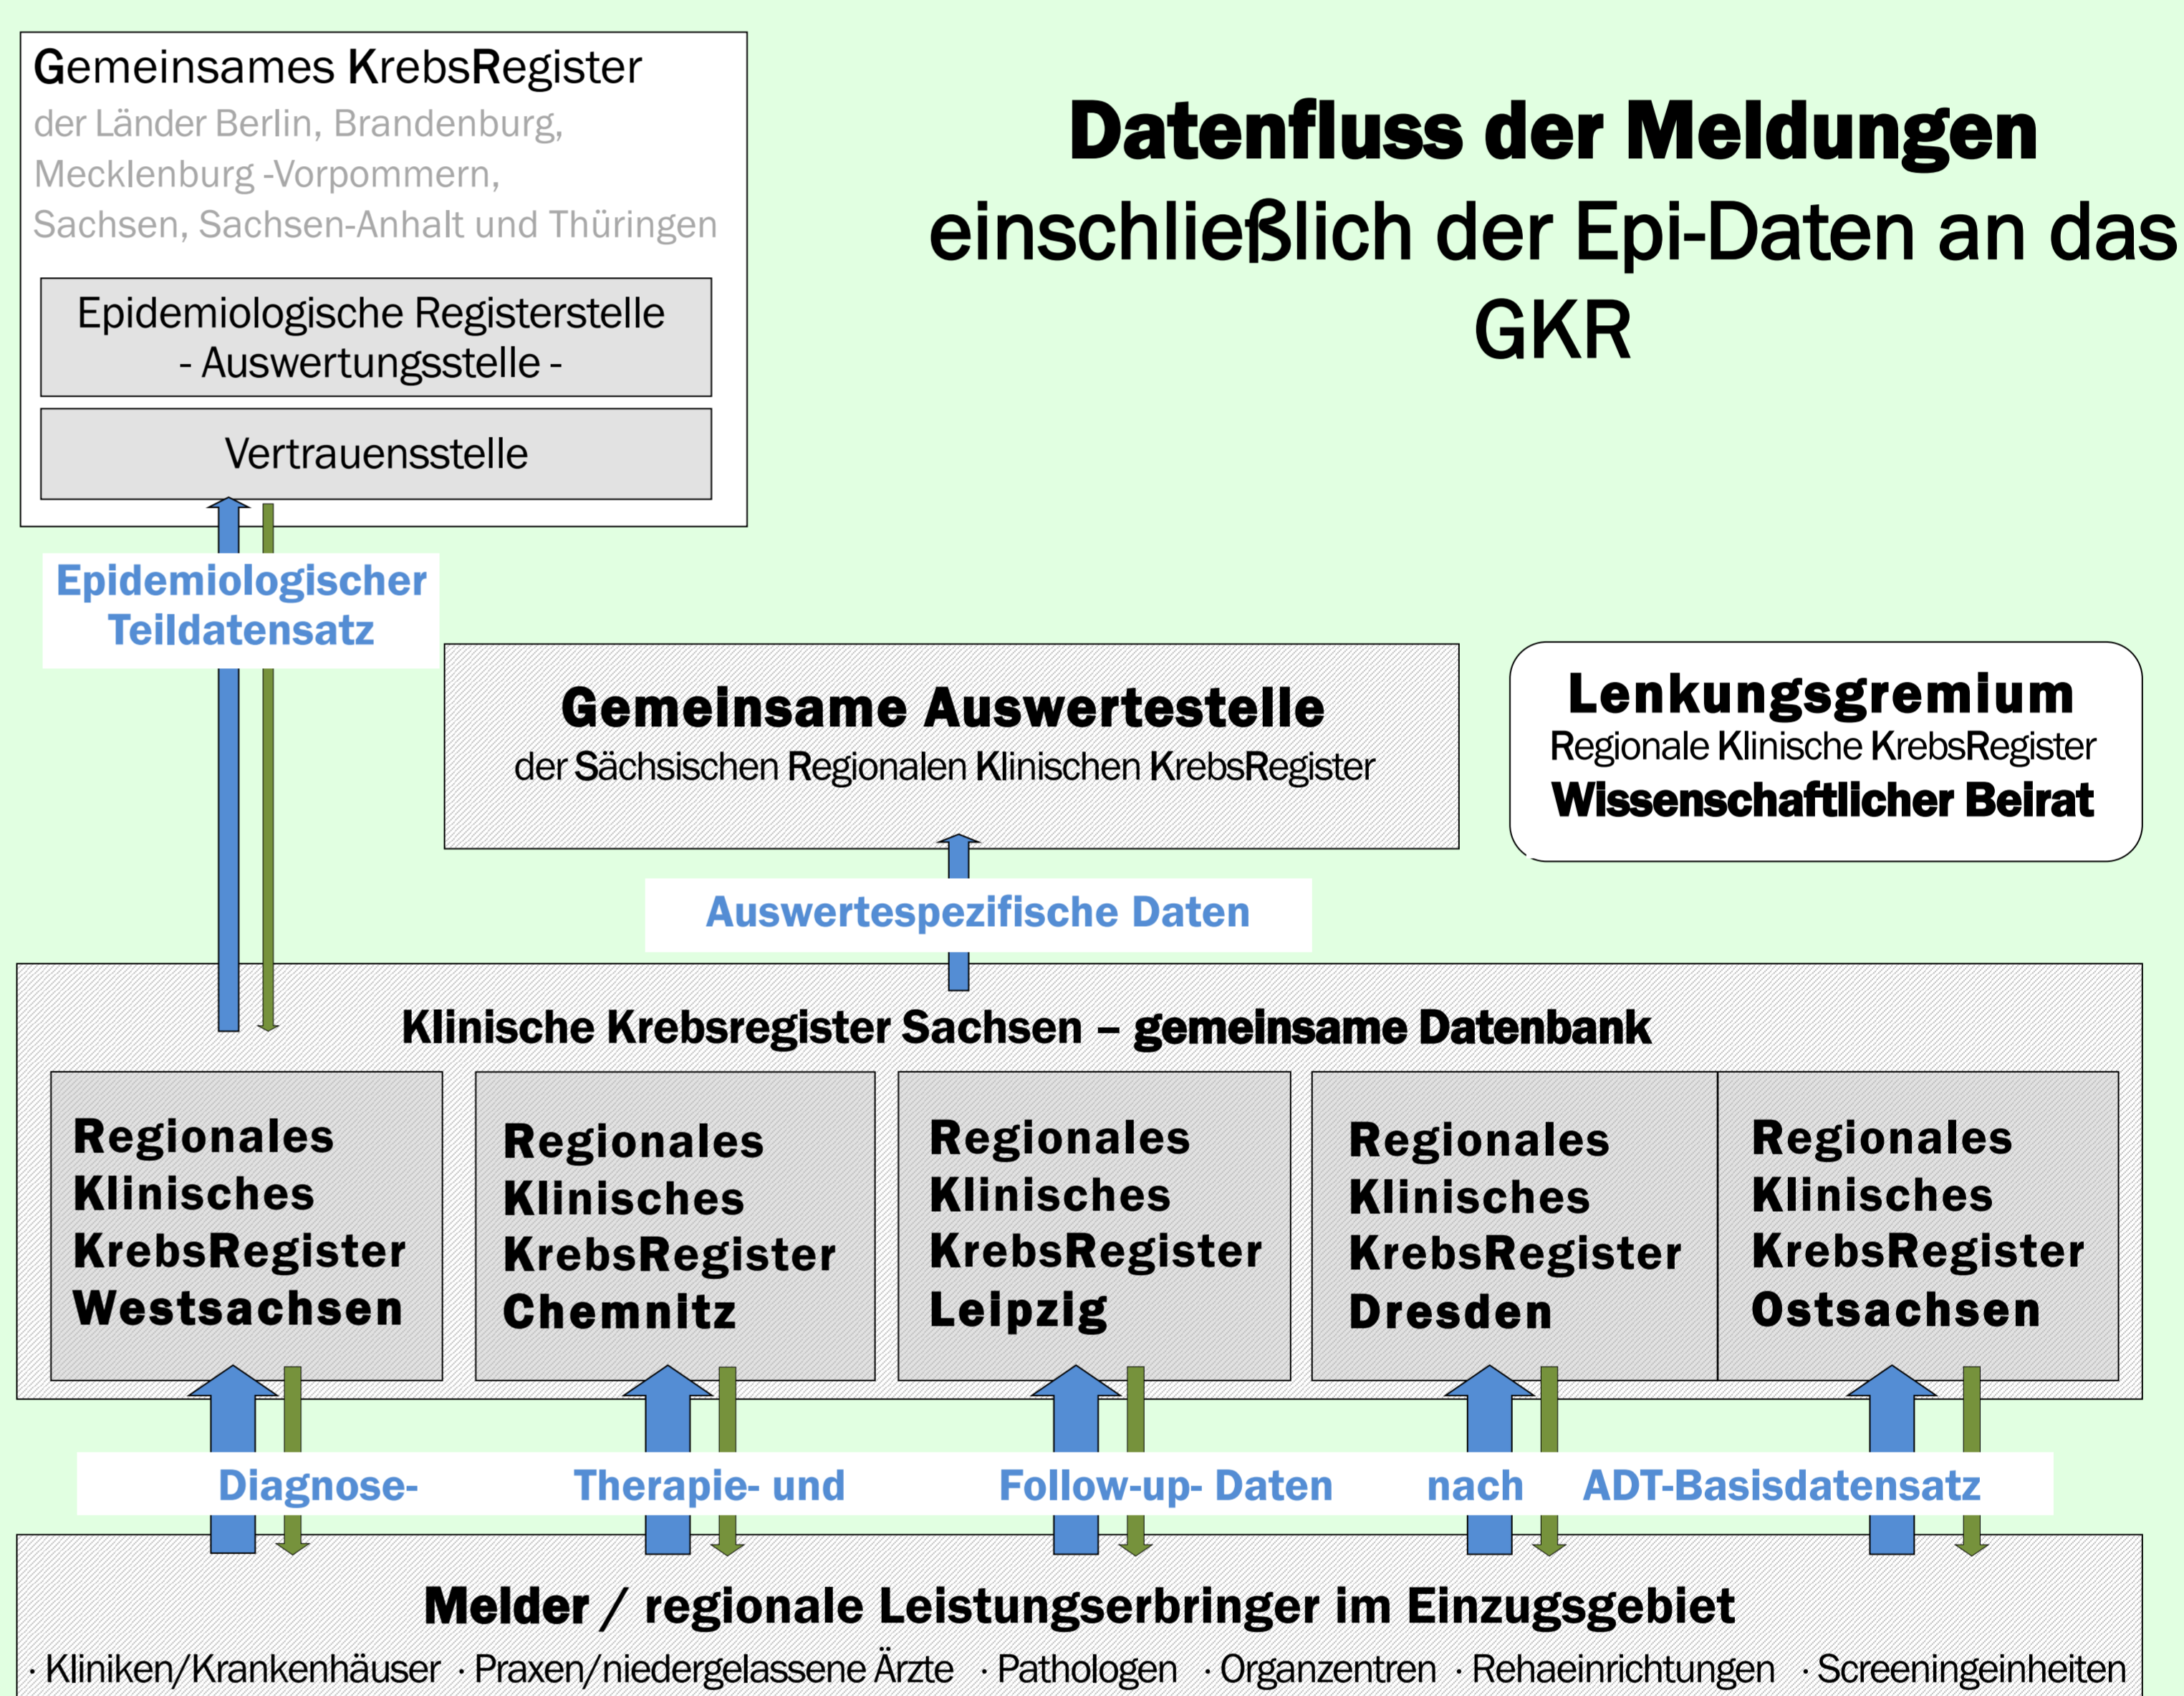 Gemeinsames KrebsRegister
der Länder Berlin, Brandenburg,
Mecklenburg -Vorpommern,
Sachsen, Sachsen-Anhalt und Thüringen
Epidemiologische Registerstelle
- Auswertungsstelle -
Vertrauensstelle
Datenfluss der Meldungen
einschließlich der Epi-Daten an das
GKR
Epidemiologischer
Teildatensatz
Gemeinsame Auswertestelle
der Sächsischen Regionalen Klinischen KrebsRegister
Lenkungsgremium
Regionale Klinische KrebsRegister
Wissenschaftlicher Beirat
Auswertespezifische Daten
Klinische Krebsregister Sachsen – gemeinsame Datenbank
Regionales
Klinisches
KrebsRegister
Westsachsen
Regionales
Klinisches
KrebsRegister
Chemnitz
Regionales
Klinisches
KrebsRegister
Leipzig
Regionales
Klinisches
KrebsRegister
Dresden
Regionales
Klinisches
KrebsRegister
Ostsachsen
Diagnose- Therapie- und Follow-up- Daten nach ADT-Basisdatensatz
Melder / regionale Leistungserbringer im Einzugsgebiet
· Kliniken/Krankenhäuser · Praxen/niedergelassene Ärzte · Pathologen · Organzentren · Rehaeinrichtungen · Screeningeinheiten